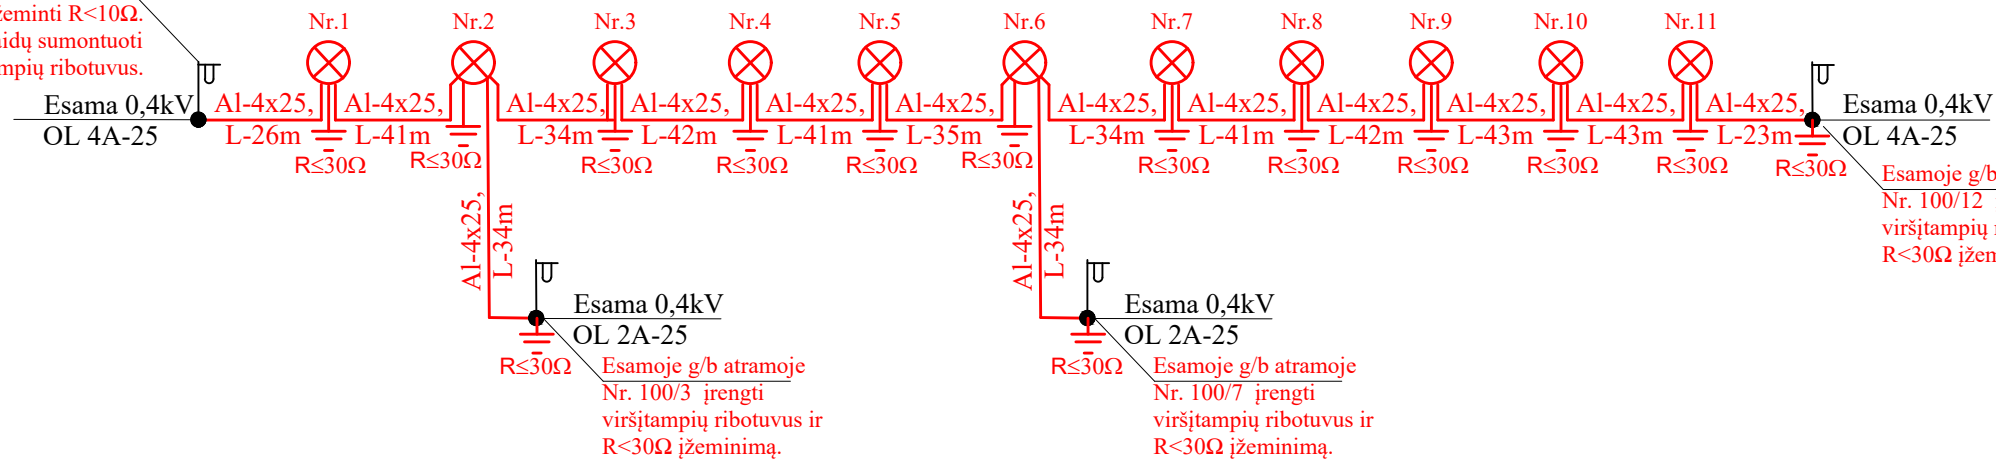 įžeminti R<10Ω.
sumontuoti
ribotuvus.
Esama 0,4kV
OL 4A-25
Nr.1
Nr.2
Nr.3
Nr.4
Nr.5
Nr.6
Nr.7
Nr.8
Nr.9
Nr.10
Nr.11
Al-4x25,
L-26m
Al-4x25,
L-41m
Al-4x25,
L-34m
Al-4x25,
L-42m
Al-4x25,
L-41m
Al-4x25,
L-35m
Al-4x25,
L-34m
Al-4x25,
L-41m
Al-4x25,
L-42m
Al-4x25,
L-43m
Al-4x25,
L-43m
Al-4x25,
L-23m
R≤30Ω
R≤30Ω
R≤30Ω
R≤30Ω
R≤30Ω
R≤30Ω
R≤30Ω
R≤30Ω
R≤30Ω
R≤30Ω
R≤30Ω
R≤30Ω
Esama 0,4kV
OL 4A-25
Esamoje g/b
Nr. 100/12
viršįtampių
R<30Ω
Al-4x25,
L-34m
Esama 0,4kV
OL 2A-25
R≤30Ω
Esamoje g/b atramoje
Nr. 100/3 įrengti
viršįtampių ribotuvus ir
R<30Ω įžeminimą.
Al-4x25,
L-34m
Esama 0,4kV
OL 2A-25
R≤30Ω
Esamoje g/b atramoje
Nr. 100/7 įrengti
viršįtampių ribotuvus ir
R<30Ω įžeminimą.